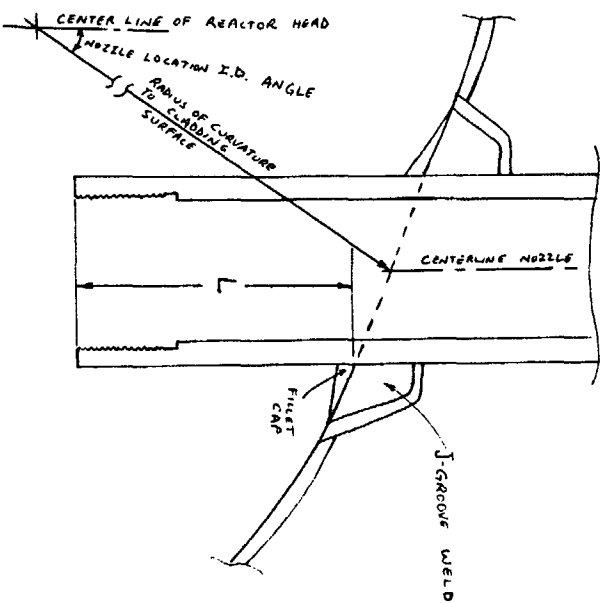 CENTER LINE OF REACTOR HEAD
NOZZLE LOCATION I.D. ANGLE
RADIUS OF CURVATURE
TO CLADDING
SURFACE
CENTERLINE NOZZLE
L
FILLET
CAP
J-GROOVE WELD